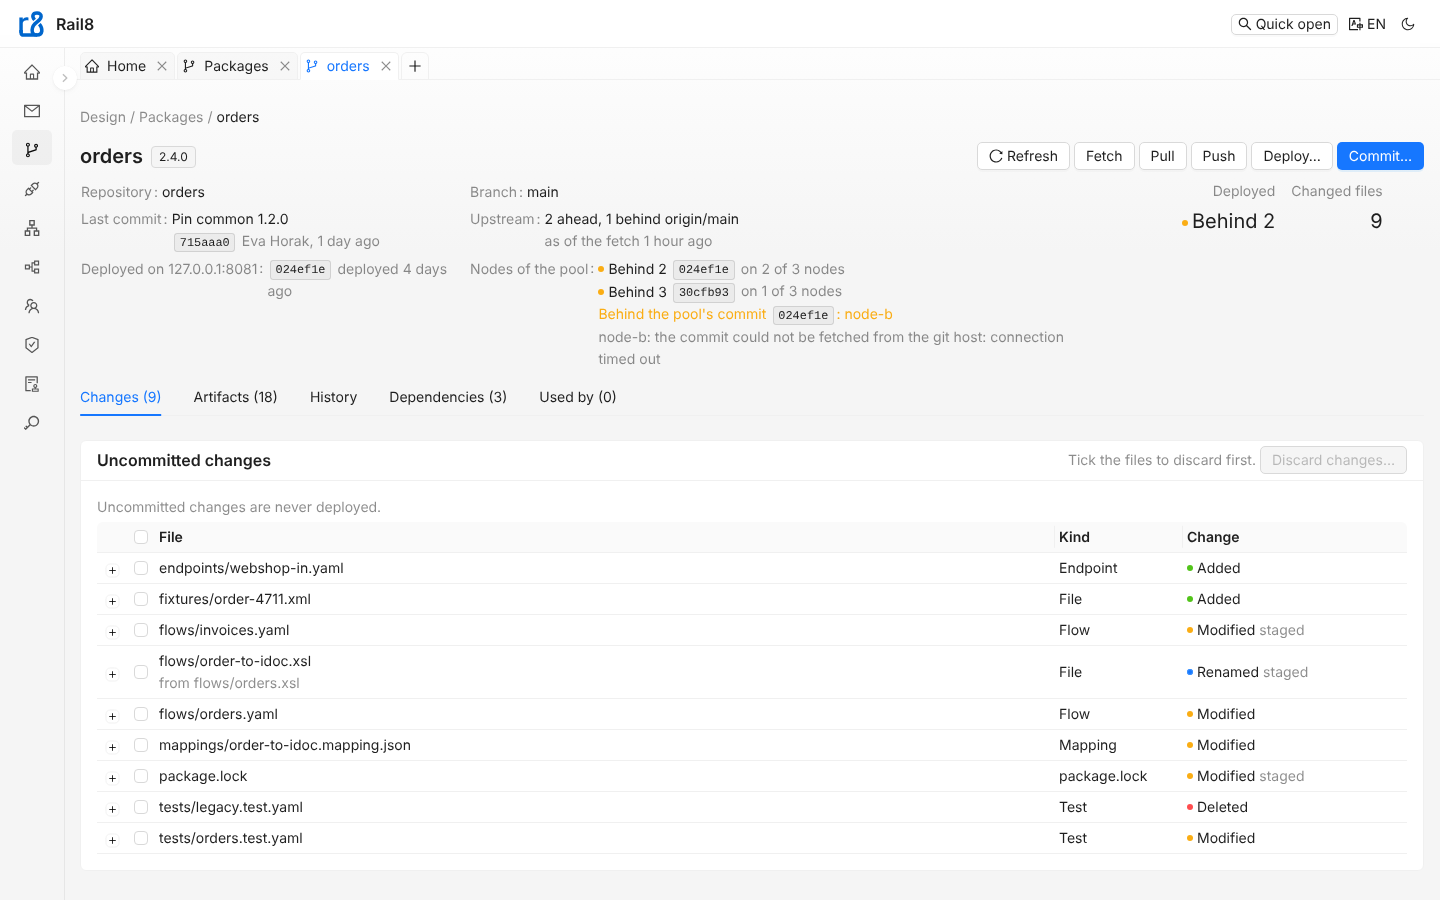 r8 Rail8
Quick open
EN
Home
Packages
orders
Design / Packages / orders
orders 2.4.0
Refresh
Fetch
Pull
Push
Deploy...
Commit...
Repository: orders
Branch: main
Deployed
Behind 2
Changed files
9
Last commit: Pin common 1.2.0
715aaa0 Eva Horak, 1 day ago
Upstream: 2 ahead, 1 behind origin/main
as of the fetch 1 hour ago
Deployed on 127.0.0.1:8081: 024ef1e deployed 4 days
ago
Nodes of the pool: Behind 2 024ef1e on 2 of 3 nodes
Behind 3 30cfb93 on 1 of 3 nodes
Behind the pool's commit 024ef1e : node-b
node-b: the commit could not be fetched from the git host: connection
timed out
Changes (9)
Artifacts (18)
History
Dependencies (3)
Used by (0)
Uncommitted changes
Tick the files to discard first. Discard changes...
Uncommitted changes are never deployed.
File Kind Change
endpoints/webshop-in.yaml Endpoint Added
fixtures/order-4711.xml File Added
flows/invoices.yaml Flow Modified staged
flows/order-to-idoc.xsl File Renamed staged
from flows/orders.xsl
flows/orders.yaml Flow Modified
mappings/order-to-idoc.mapping.json Mapping Modified
package.lock package.lock Modified staged
tests/legacy.test.yaml Test Deleted
tests/orders.test.yaml Test Modified